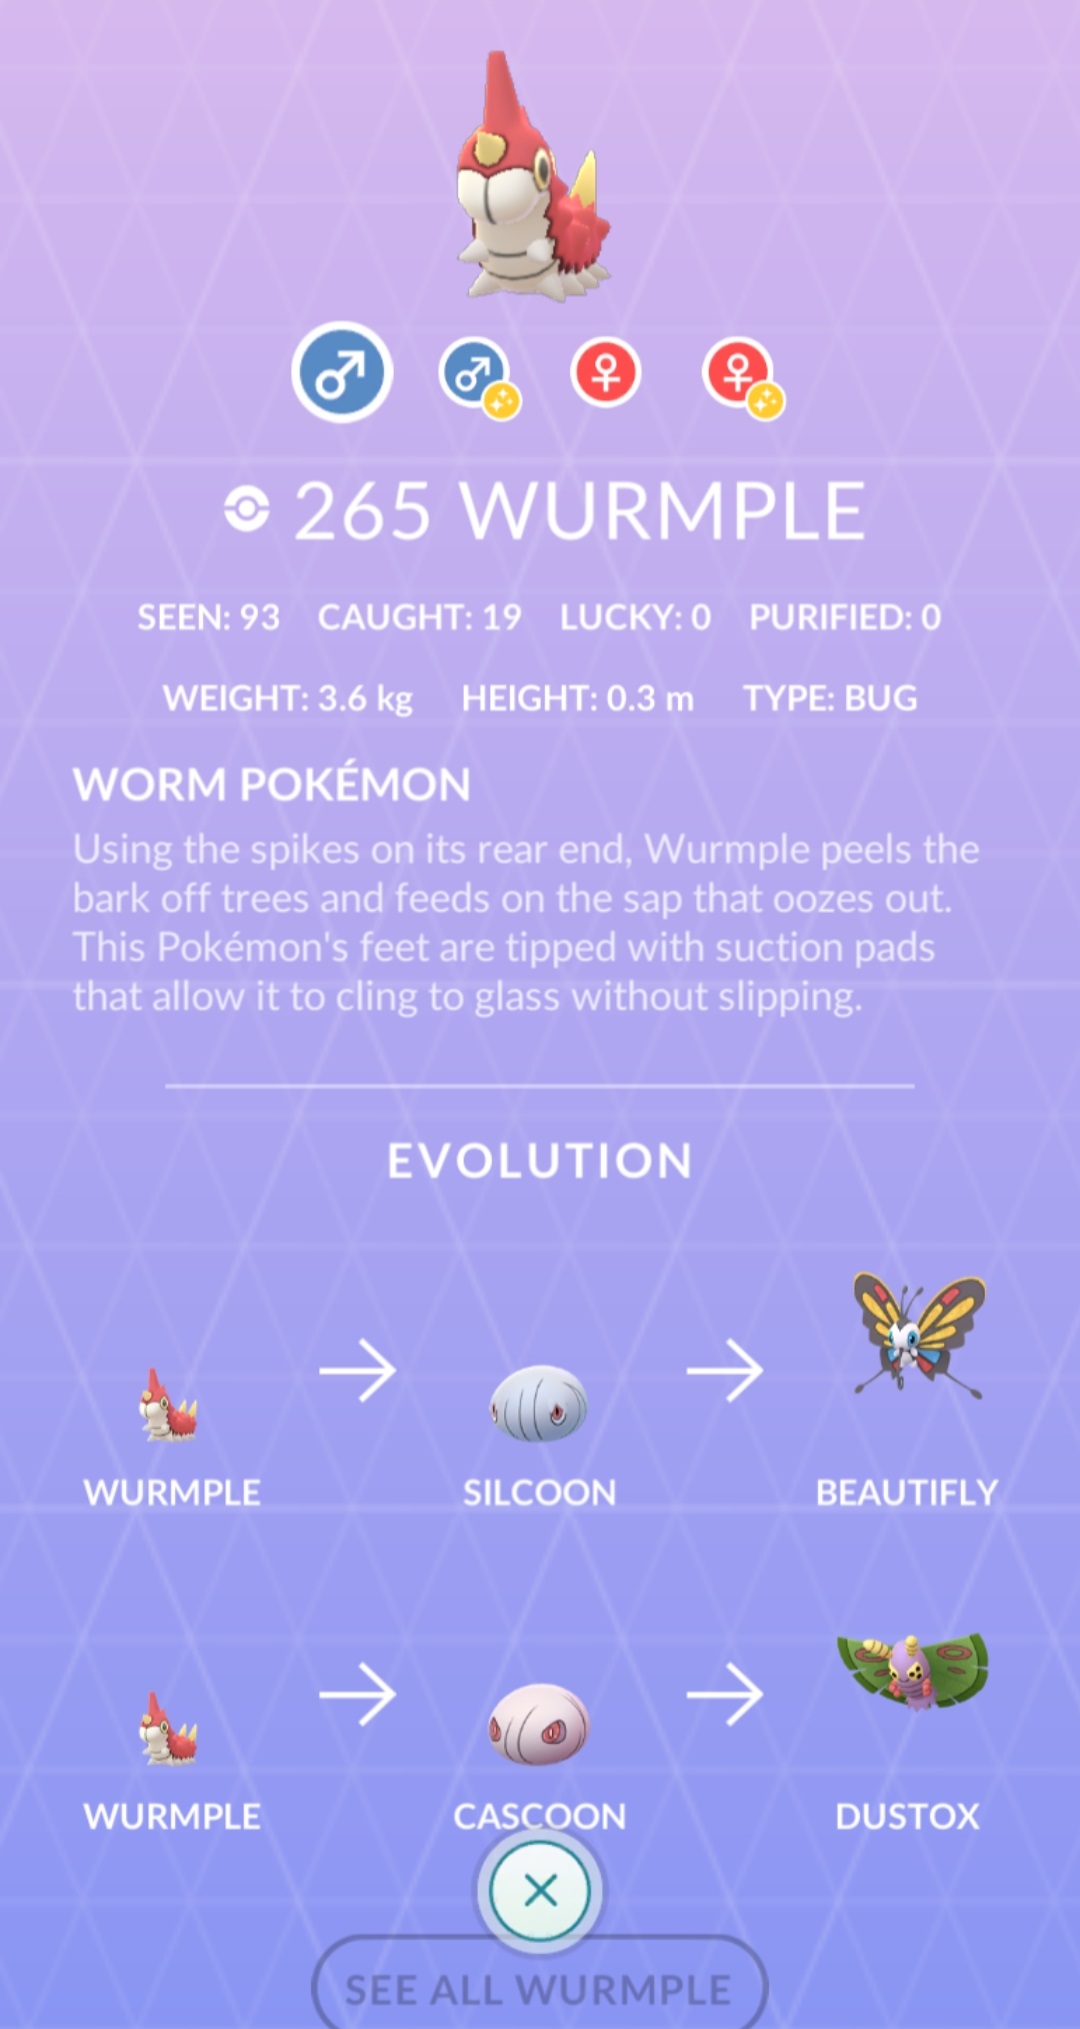 265 WURMPLE
SEEN: 93 CAUGHT: 19 LUCKY: 0 PURIFIED: 0
WEIGHT: 3.6 kg HEIGHT: 0.3 m TYPE: BUG
WORM POKÉMON
Using the spikes on its rear end, Wurmple peels the
bark off trees and feeds on the sap that oozes out.
This Pokémon's feet are tipped with suction pads
that allow it to cling to glass without slipping.
EVOLUTION
WURMPLE SILCOON BEAUTIFLY
WURMPLE CASCOON DUSTOX
SEE ALL WURMPLE